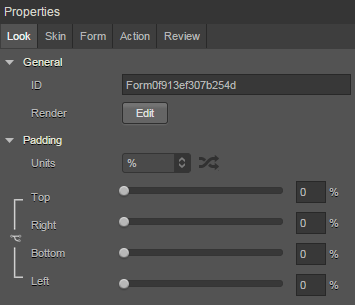 Properties
Look Skin Form Action Review
General
ID Form0f913ef307b254d
Render Edit
Padding
Units %
Top 0 %
Right 0 %
Bottom 0 %
Left 0 %